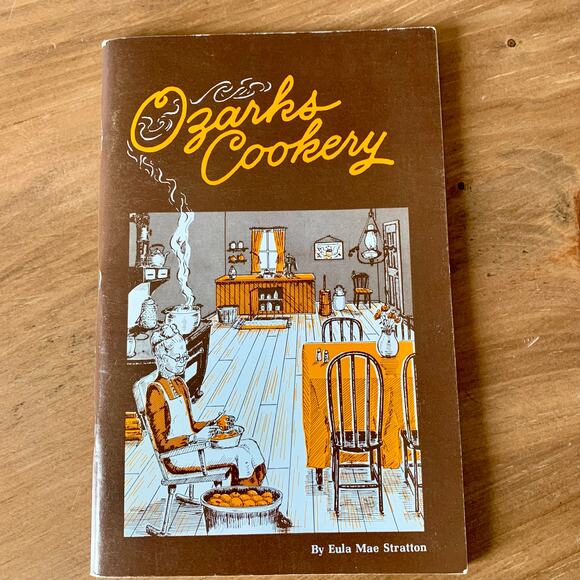 Ozarks
Cookery
By Eula Mae Stratton